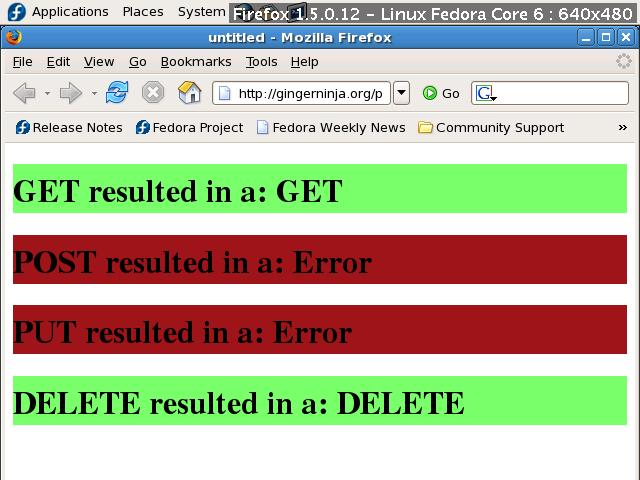 Applications Places System
Firefox 1.5.0.12 - Linux Fedora Core 6 : 640x480
untitled - Mozilla Firefox
File Edit View Go Bookmarks Tools Help
http://gingerninja.org/p Go G
Release Notes Fedora Project Fedora Weekly News Community Support »
GET resulted in a: GET
POST resulted in a: Error
PUT resulted in a: Error
DELETE resulted in a: DELETE